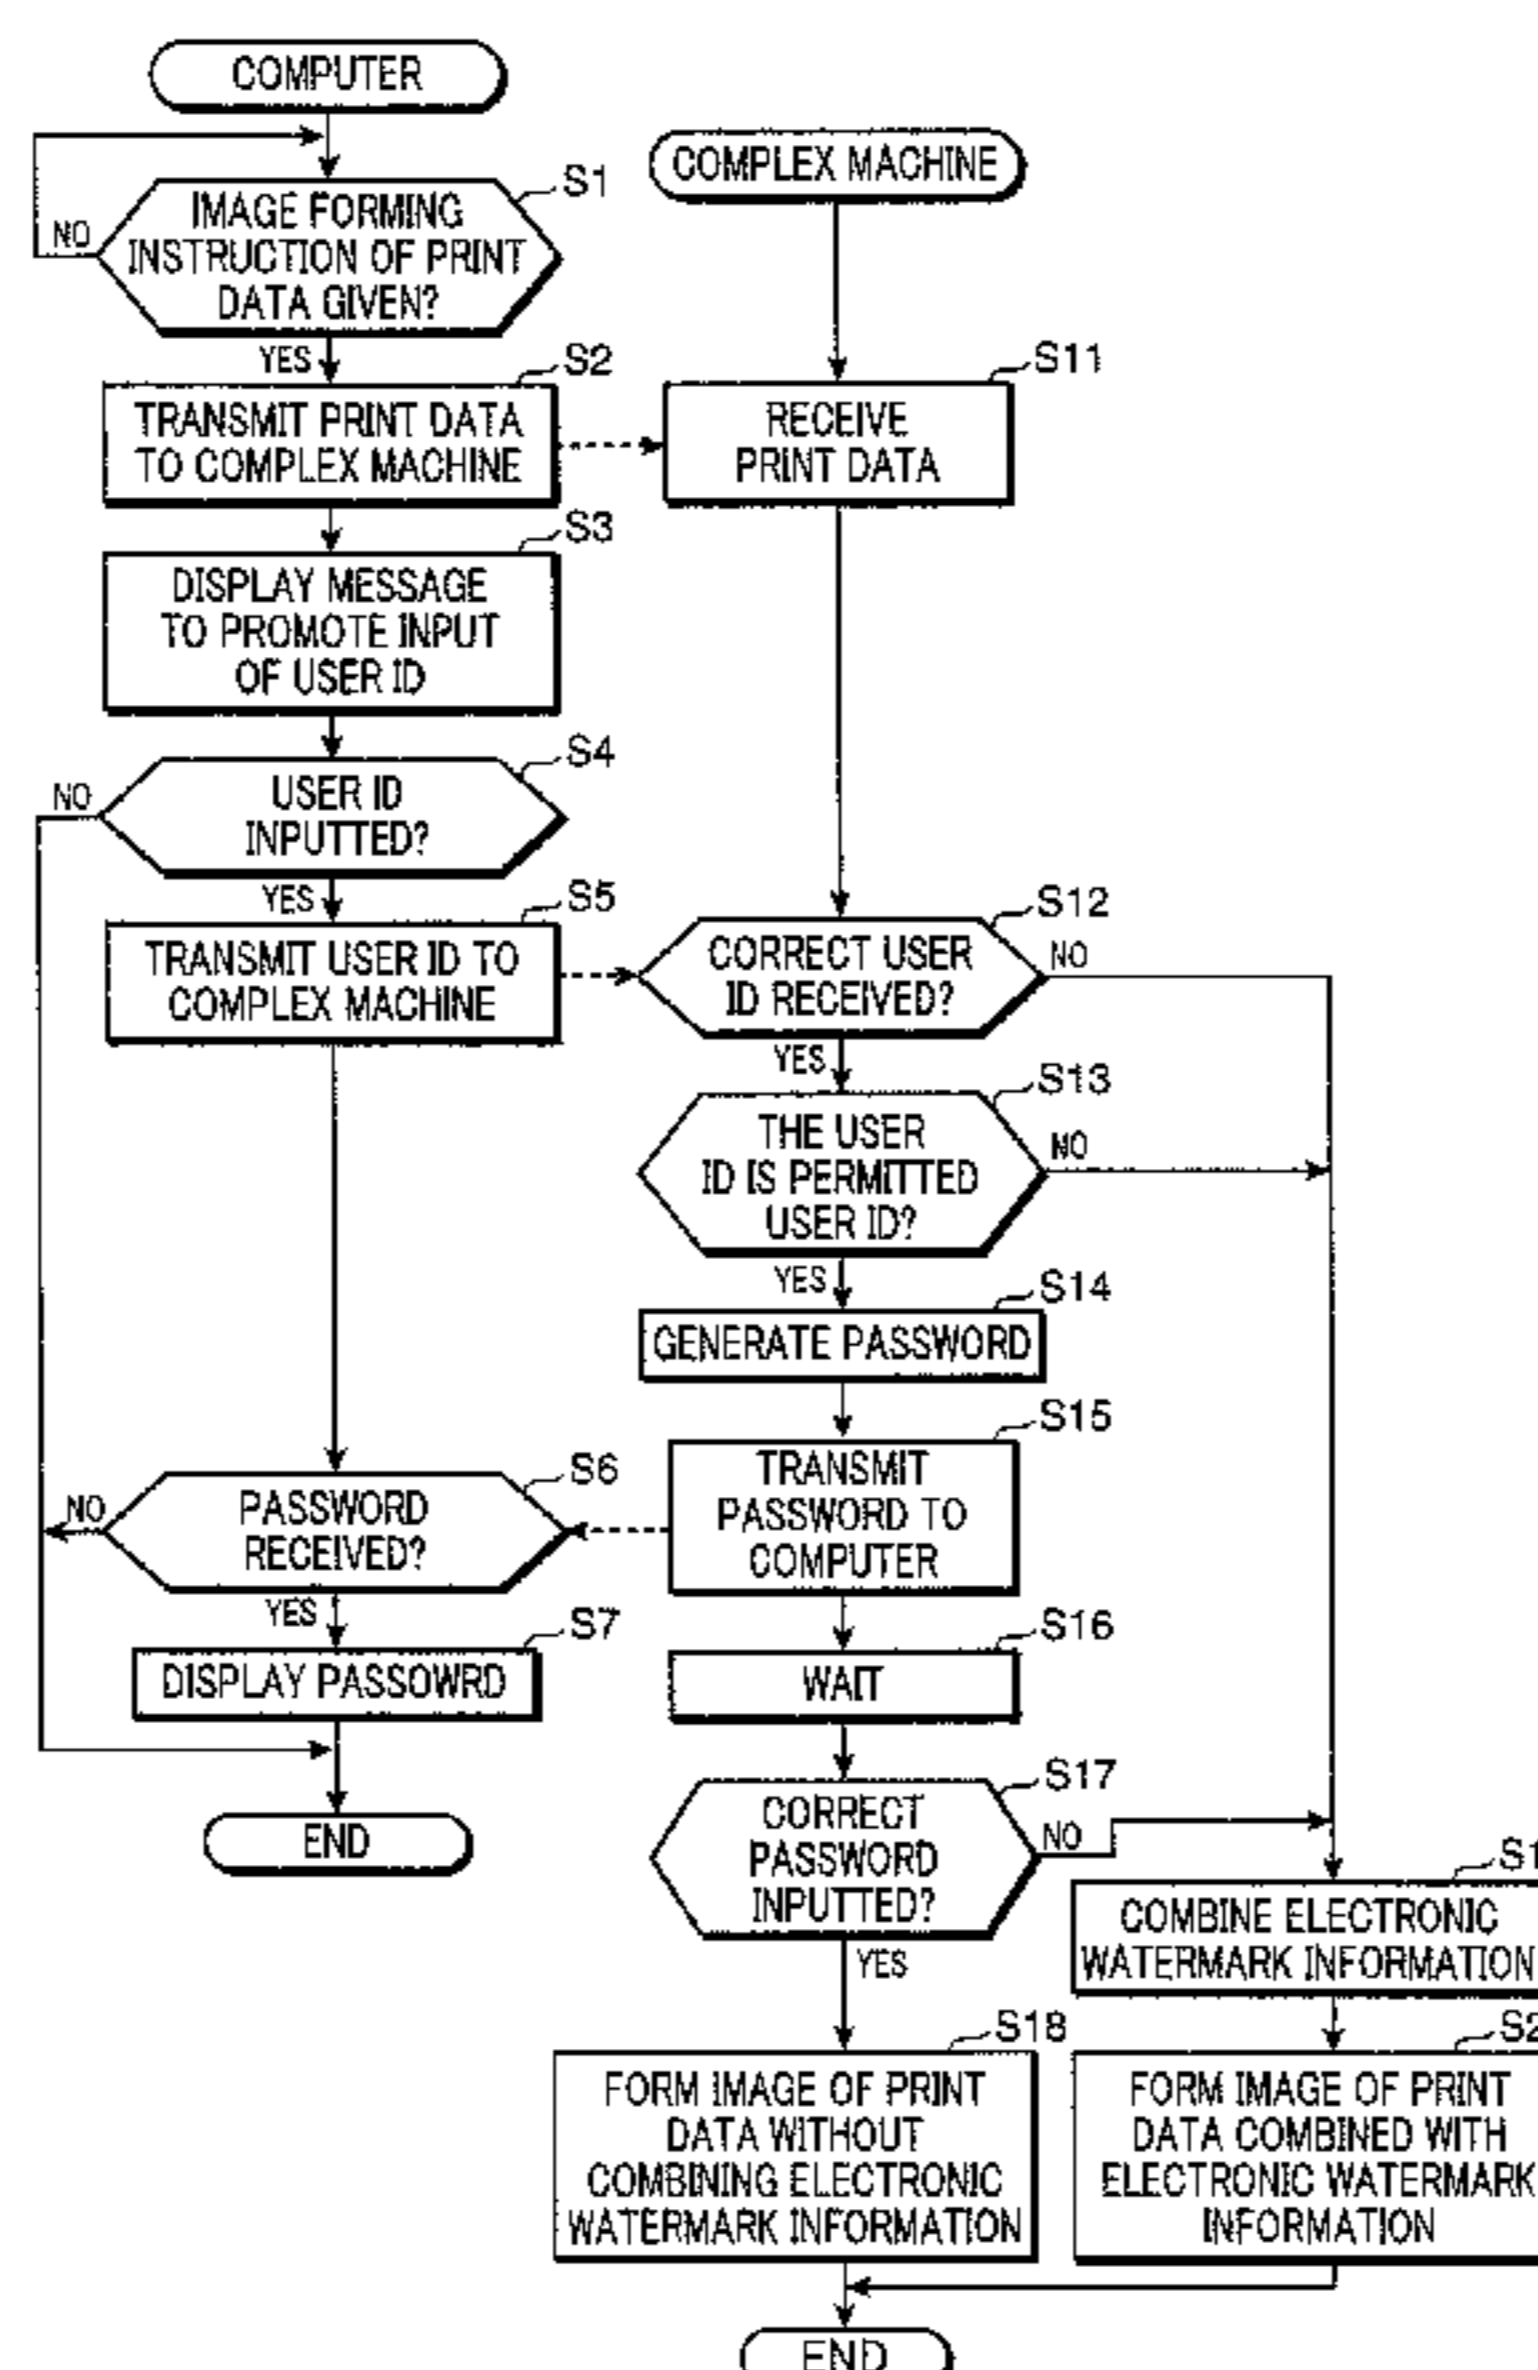 COMPUTER
S1
IMAGE FORMING
INSTRUCTION OF PRINT
DATA GIVEN?
NO
YES
S2
TRANSMIT PRINT DATA
TO COMPLEX MACHINE
S3
DISPLAY MESSAGE
TO PROMOTE INPUT
OF USER ID
S4
USER ID
INPUTTED?
NO
YES
S5
TRANSMIT USER ID TO
COMPLEX MACHINE
S6
PASSWORD
RECEIVED?
NO
YES
S7
DISPLAY PASSOWRD
END
COMPLEX MACHINE
S11
RECEIVE
PRINT DATA
S12
CORRECT USER
ID RECEIVED?
NO
YES
S13
THE USER
ID IS PERMITTED
USER ID?
NO
YES
S14
GENERATE PASSWORD
S15
TRANSMIT
PASSWORD TO
COMPUTER
S16
WAIT
S17
CORRECT
PASSWORD
INPUTTED?
NO
YES
S18
FORM IMAGE OF PRINT
DATA WITHOUT
COMBINING ELECTRONIC
WATERMARK INFORMATION
COMBINE ELECTRONIC
WATERMARK INFORMATION
FORM IMAGE OF PRINT
DATA COMBINED WITH
ELECTRONIC WATERMARK
INFORMATION
END